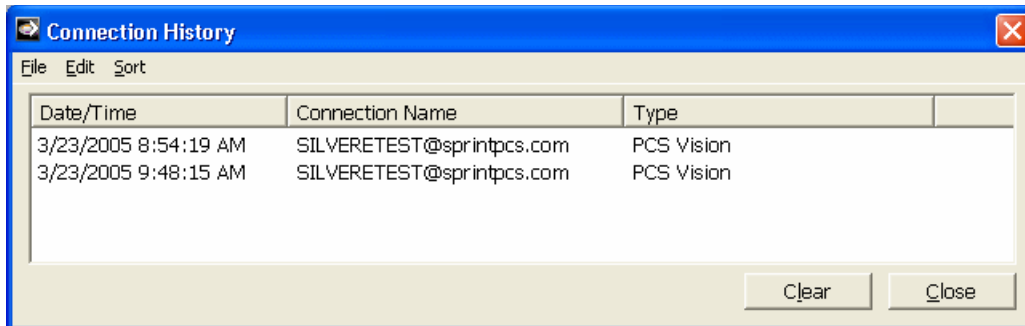 Connection History
File Edit Sort
Date/Time Connection Name Type
3/23/2005 8:54:19 AM SILVERETEST@sprintpcs.com PCS Vision
3/23/2005 9:48:15 AM SILVERETEST@sprintpcs.com PCS Vision
Clear Close